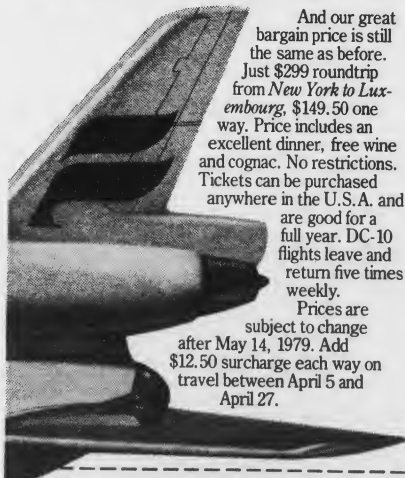 And our great
bargain price is still
the same as before.
Just $299 roundtrip
from New York to Lux-
embourg, $149.50 one
way. Price includes an
excellent dinner, free wine
and cognac. No restrictions.
Tickets can be purchased
anywhere in the U.S.A. and
are good for a
full year. DC-10
flights leave and
return five times
weekly.
Prices are
subject to change
after May 14, 1979. Add
$12.50 surcharge each way on
travel between April 5 and
April 27.